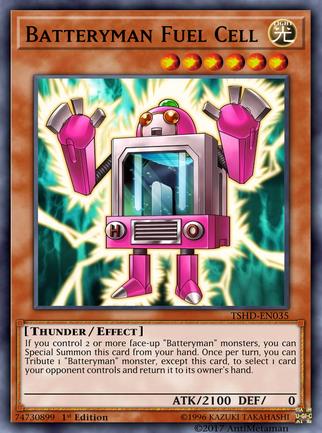 BATTERYMAN FUEL CELL
LIGHT
光
H O
TSHD-EN035
[THUNDER / EFFECT]
If you control 2 or more face-up "Batteryman" monsters, you can
Special Summon this card from your hand. Once per turn, you can
Tribute 1 "Batteryman" monster, except this card, to select 1 card
your opponent controls and return it to its owner's hand.
ATK/2100 DEF/ 0
74730899 1st Edition ©1996 KAZUKI TAKAHASHI
©2017 AntiMetaman